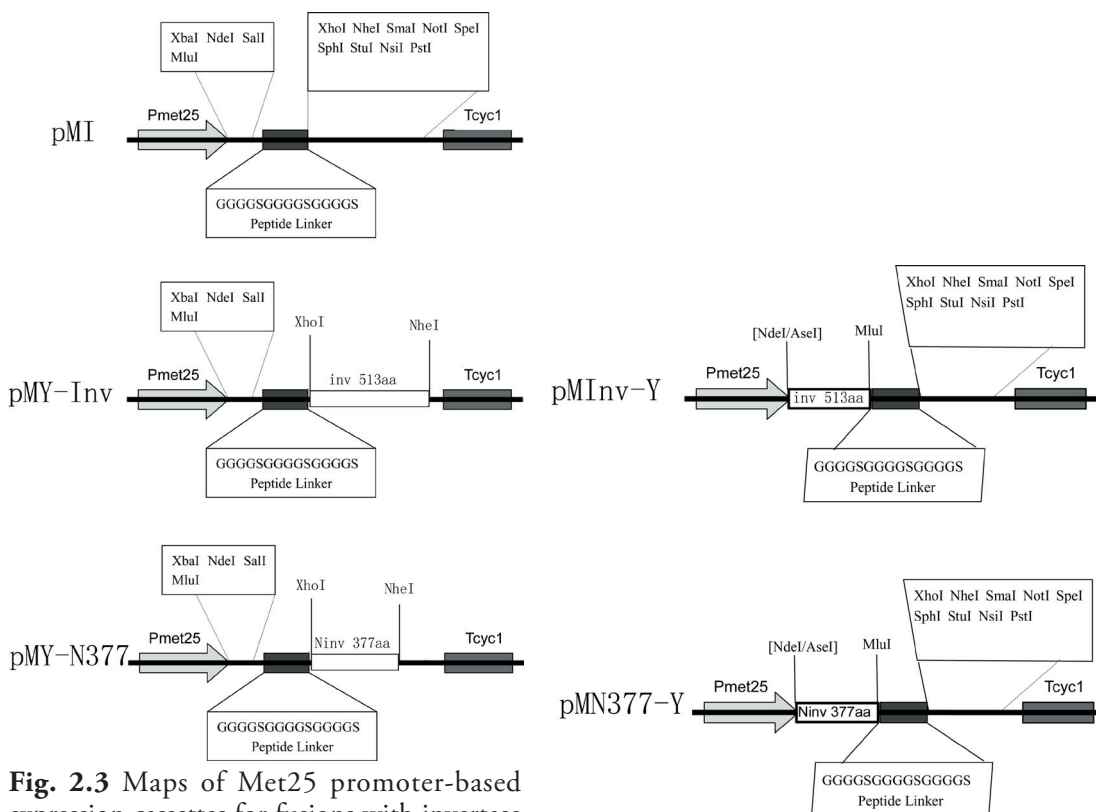 XbaI NdeI SalI
MluI
XhoI NheI SmaI NotI SpeI
SphI StuI NsiI PstI
pMI
Pmet25
Tcyc1
GGGGSGGGGSGGGGS
Peptide Linker
XbaI NdeI SalI
MluI
XhoI
NheI
pMY-Inv
Pmet25
inv 513aa
Tcyc1
GGGGSGGGGSGGGGS
Peptide Linker
XhoI NheI SmaI NotI SpeI
SphI StuI NsiI PstI
[NdeI/AseI]
MluI
pMInv-Y
Pmet25
inv 513aa
Tcyc1
GGGGSGGGGSGGGGS
Peptide Linker
XbaI NdeI SalI
MluI
XhoI
NheI
pMY-N377
Pmet25
Ninv 377aa
Tcyc1
GGGGSGGGGSGGGGS
Peptide Linker
XhoI NheI SmaI NotI SpeI
SphI StuI NsiI PstI
[NdeI/AseI]
MluI
pMN377-Y
Pmet25
Ninv 377aa
Tcyc1
GGGGSGGGGSGGGGS
Peptide Linker
Fig. 2.3 Maps of Met25 promoter-based